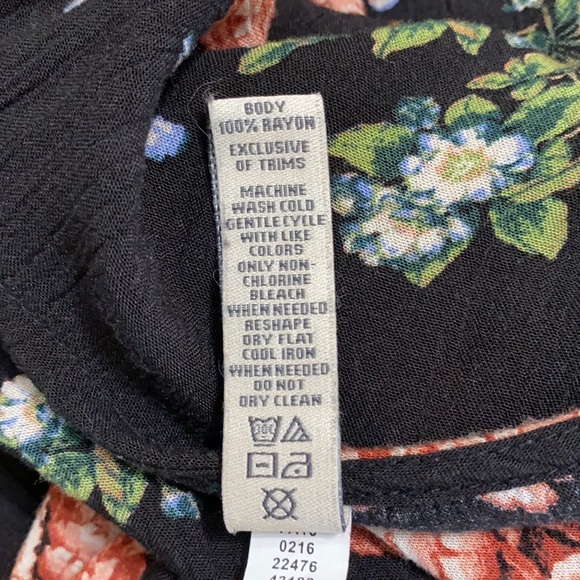 BODY
100% RAYON
EXCLUSIVE
OF TRIMS
MACHINE
WASH COLD
GENTLE CYCLE
WITH LIKE
COLORS
ONLY NON-
CHLORINE
BLEACH
WHEN NEEDED
RESHAPE
DRY FLAT
COOL IRON
WHEN NEEDED
DO NOT
DRY CLEAN
0216
22476